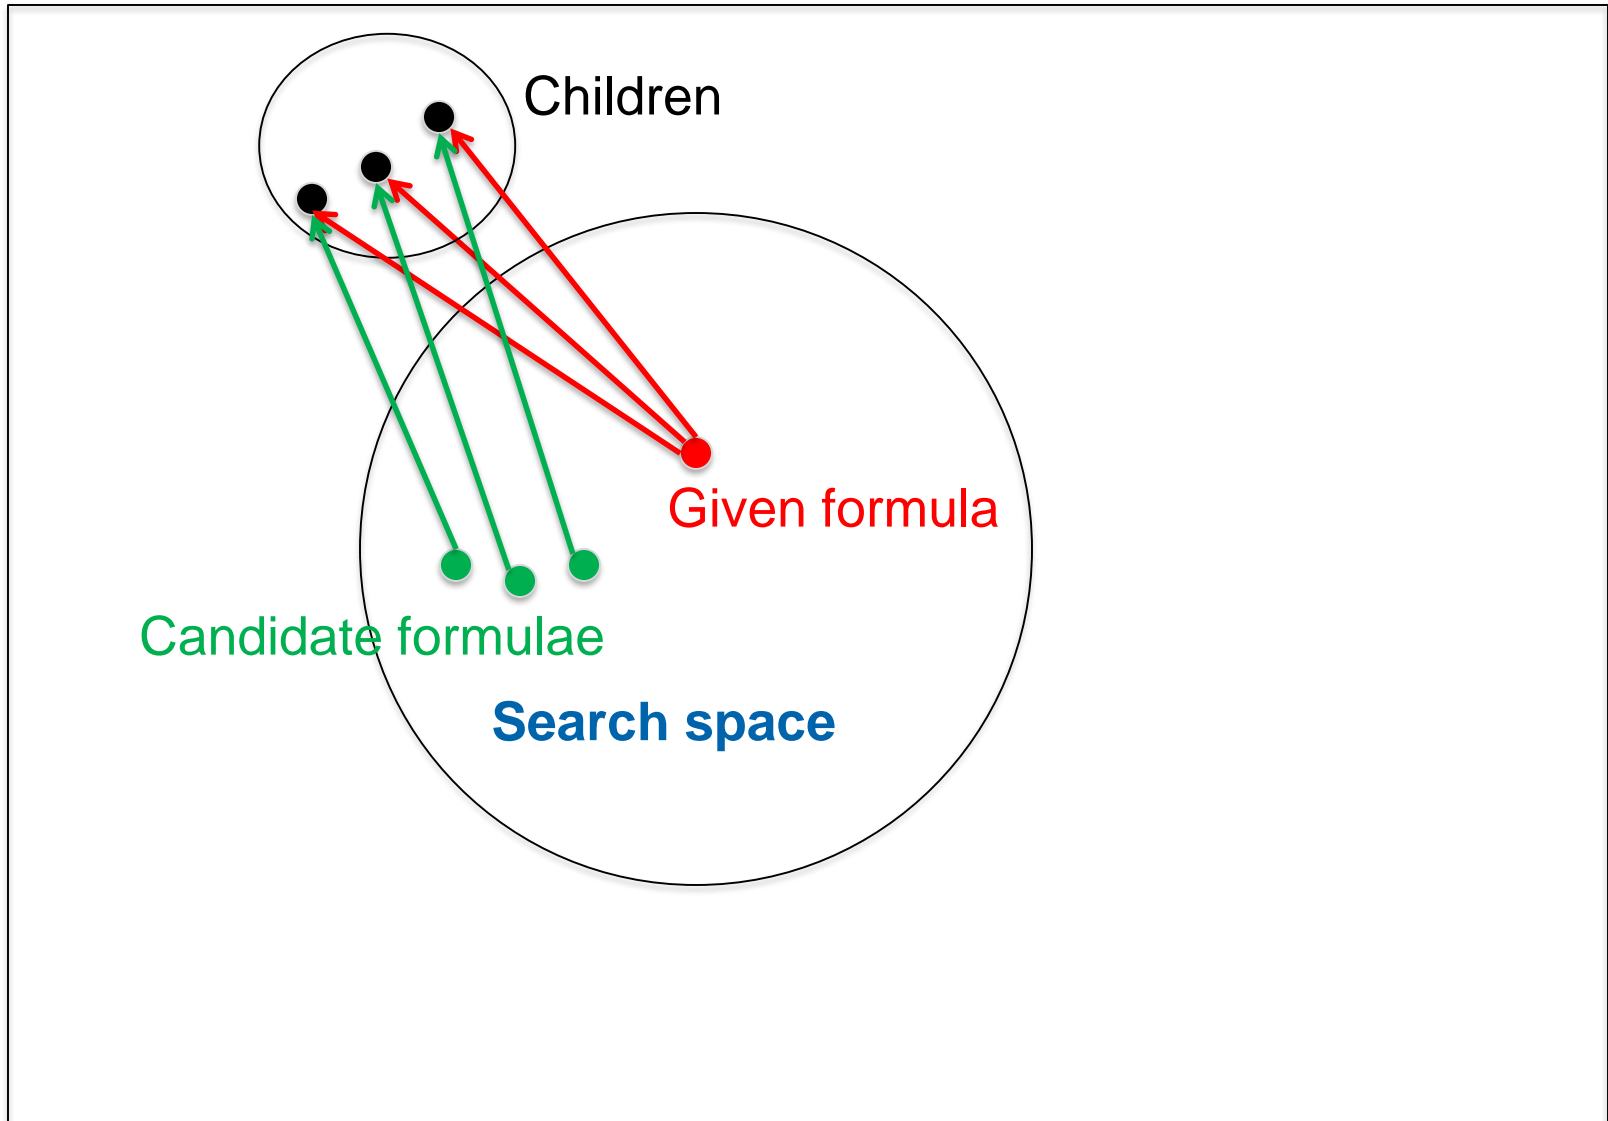 Children
Given formula
Candidate formulae
Search space